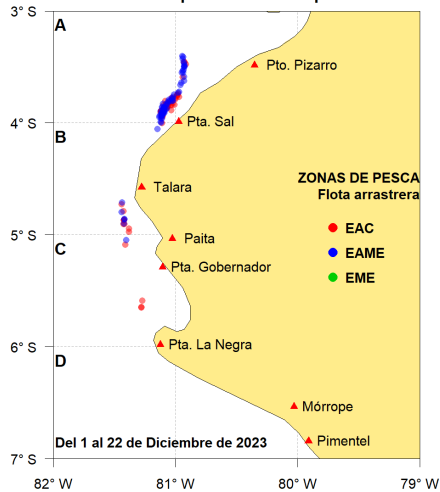 3° S
A
Pto. Pizarro
4° S
Pta. Sal
B
ZONAS DE PESCA
Talara
Flota arrastrera
EAC
5° S
Paita
EAME
C
Pta. Gobernador
EME
6° S
Pta. La Negra
D
Mórrope
Del 1 al 22 de Diciembre de 2023
Pimentel
7° S
82° W
81° W
80° W
79° W